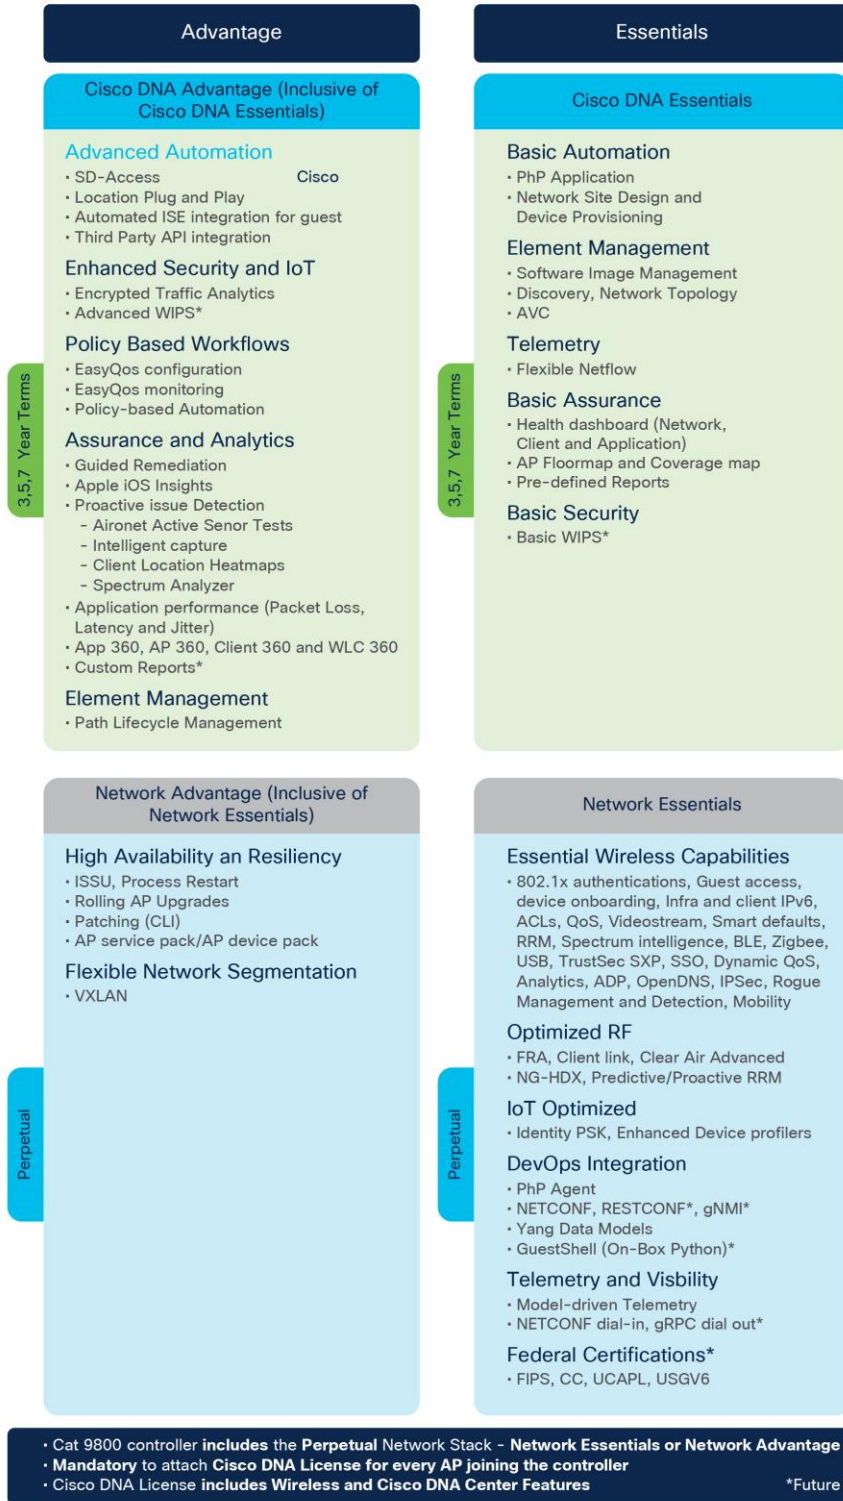 Advantage
Cisco DNA Advantage (Inclusive of
Cisco DNA Essentials)
Advanced Automation
· SD-Access Cisco
· Location Plug and Play
· Automated ISE integration for guest
· Third Party API integration
Enhanced Security and IoT
· Encrypted Traffic Analytics
· Advanced WIPS*
Policy Based Workflows
· EasyQos configuration
· EasyQos monitoring
· Policy-based Automation
Assurance and Analytics
· Guided Remediation
· Apple iOS Insights
· Proactive issue Detection
- Aironet Active Senor Tests
- Intelligent capture
- Client Location Heatmaps
- Spectrum Analyzer
· Application performance (Packet Loss,
Latency and Jitter)
· App 360, AP 360, Client 360 and WLC 360
· Custom Reports*
Element Management
· Path Lifecycle Management
3,5,7 Year Terms
Essentials
Cisco DNA Essentials
Basic Automation
· PhP Application
· Network Site Design and
Device Provisioning
Element Management
· Software Image Management
· Discovery, Network Topology
· AVC
Telemetry
· Flexible Netflow
Basic Assurance
· Health dashboard (Network,
Client and Application)
· AP Floormap and Coverage map
· Pre-defined Reports
Basic Security
· Basic WIPS*
3,5,7 Year Terms
Network Advantage (Inclusive of
Network Essentials)
High Availability an Resiliency
· ISSU, Process Restart
· Rolling AP Upgrades
· Patching (CLI)
· AP service pack/AP device pack
Flexible Network Segmentation
· VXLAN
Perpetual
Network Essentials
Essential Wireless Capabilities
· 802.1x authentications, Guest access,
device onboarding, Infra and client IPv6,
ACLs, QoS, Videostream, Smart defaults,
RRM, Spectrum intelligence, BLE, Zigbee,
USB, TrustSec SXP, SSO, Dynamic QoS,
Analytics, ADP, OpenDNS, IPSec, Rogue
Management and Detection, Mobility
Optimized RF
· FRA, Client link, Clear Air Advanced
· NG-HDX, Predictive/Proactive RRM
IoT Optimized
· Identity PSK, Enhanced Device profilers
DevOps Integration
· PhP Agent
· NETCONF, RESTCONF*, gNMI*
· Yang Data Models
· GuestShell (On-Box Python)*
Telemetry and Visbility
· Model-driven Telemetry
· NETCONF dial-in, gRPC dial out*
Federal Certifications*
· FIPS, CC, UCAPL, USGV6
Perpetual
· Cat 9800 controller includes the Perpetual Network Stack - Network Essentials or Network Advantage
· Mandatory to attach Cisco DNA License for every AP joining the controller
· Cisco DNA License includes Wireless and Cisco DNA Center Features
*Future